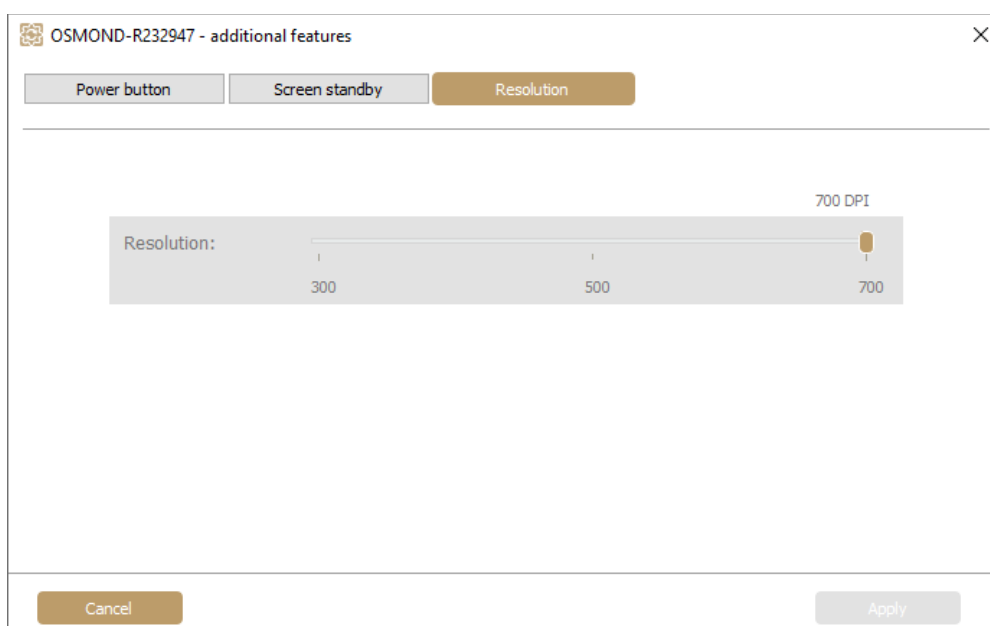 OSMOND-R232947 - additional features
Power button Screen standby Resolution
700 DPI
Resolution:
300 500 700
Cancel Apply